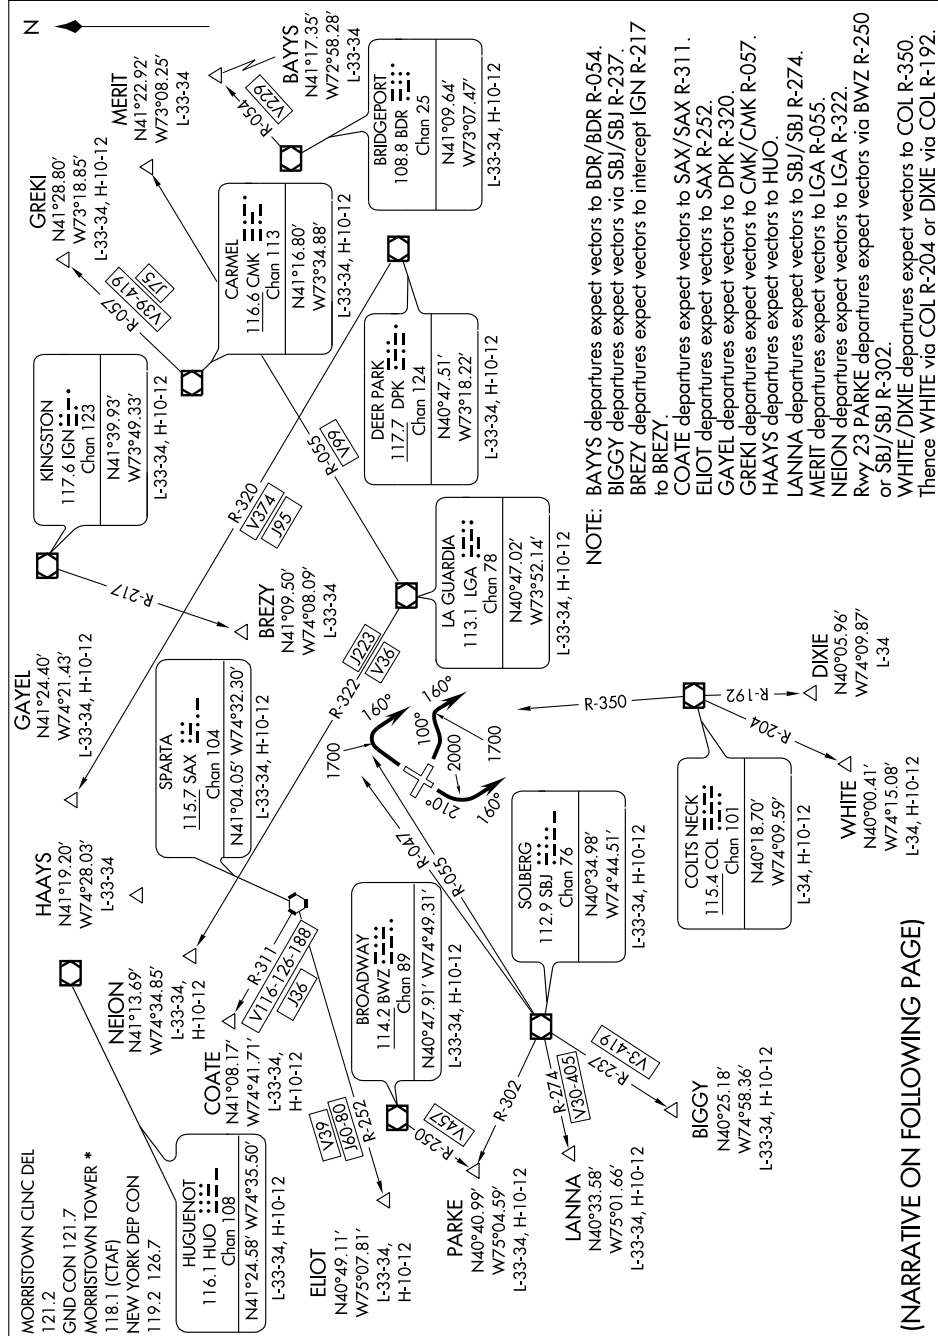 MORRISTOWN CLNC DEL
121.2
GND CON 121.7
MORRISTOWN TOWER *
118.1 (CTAF)
NEW YORK DEP CON
119.2 126.7
N
HUGUENOT
116.1 HUO
Chan 108
N41°24.58' W74°35.50'
L-33-34, H-10-12
HAAYS
N41°19.20'
W74°28.03'
L-33-34
GAYEL
N41°24.40'
W74°21.43'
L-33-34, H-10-12
KINGSTON
117.6 IGN
Chan 123
N41°39.93'
W73°49.33'
L-33-34, H-10-12
R-217
BREZY
N41°09.50'
W74°08.09'
L-33-34
GREKI
N41°28.80'
W73°18.85'
L-33-34, H-10-12
R-057
V39-419
J75
MERIT
N41°22.92'
W73°08.25'
L-33-34
BAYYS
N41°17.35'
W72°58.28'
L-33-34
R-054
V229
CARMEL
116.6 CMK
Chan 113
N41°16.80'
W73°34.88'
L-33-34, H-10-12
BRIDGEPORT
108.8 BDR
Chan 25
N41°09.64'
W73°07.47'
L-33-34, H-10-12
NEION
N41°13.69'
W74°34.85'
L-33-34,
H-10-12
SPARTA
115.7 SAX
Chan 104
N41°04.05' W74°32.30'
L-33-34, H-10-12
R-320
V374
J95
R-055
V99
DEER PARK
117.7 DPK
Chan 124
N40°47.51'
W73°18.22'
L-33-34, H-10-12
COATE
N41°08.17'
W74°41.71'
L-33-34,
H-10-12
R-311
V116-126-188
J36
R-322
J223
V36
LA GUARDIA
113.1 LGA
Chan 78
N40°47.02'
W73°52.14'
L-33-34, H-10-12
V39
J60-80
R-252
ELIOT
N40°49.11'
W75°07.81'
L-33-34,
H-10-12
BROADWAY
114.2 BWZ
Chan 89
N40°47.91' W74°49.31'
L-33-34, H-10-12
R-250
V457
1700
160°
100°
160°
1700
2000
210°
160°
R-047
R-055
PARKE
N40°40.99'
W75°04.59'
L-33-34, H-10-12
R-302
SOLBERG
112.9 SBJ
Chan 76
N40°34.98'
W74°44.51'
L-33-34, H-10-12
R-274
V30-405
LANNA
N40°33.58'
W75°01.66'
L-33-34, H-10-12
R-237
V3-419
BIGGY
N40°25.18'
W74°58.36'
L-33-34, H-10-12
R-350
COLTS NECK
115.4 COL
Chan 101
N40°18.70'
W74°09.59'
L-34, H-10-12
R-192
R-204
DIXIE
N40°05.96'
W74°09.87'
L-34
WHITE
N40°00.41'
W74°15.08'
L-34, H-10-12
NOTE: BAYYS departures expect vectors to BDR/BDR R-054.
BIGGY departures expect vectors via SBJ/SBJ R-237.
BREZY departures expect vectors to intercept IGN R-217
to BREZY.
COATE departures expect vectors to SAX/SAX R-311.
ELIOT departures expect vectors to SAX R-252.
GAYEL departures expect vectors to DPK R-320.
GREKI departures expect vectors to CMK/CMK R-057.
HAAYS departures expect vectors to HUO.
LANNA departures expect vectors to SBJ/SBJ R-274.
MERIT departures expect vectors to LGA R-055.
NEION departures expect vectors to LGA R-322.
Rwy 23 PARKE departures expect vectors via BWZ R-250
or SBJ/SBJ R-302.
WHITE/DIXIE departures expect vectors to COL R-350.
Thence WHITE via COL R-204 or DIXIE via COL R-192.
(NARRATIVE ON FOLLOWING PAGE)